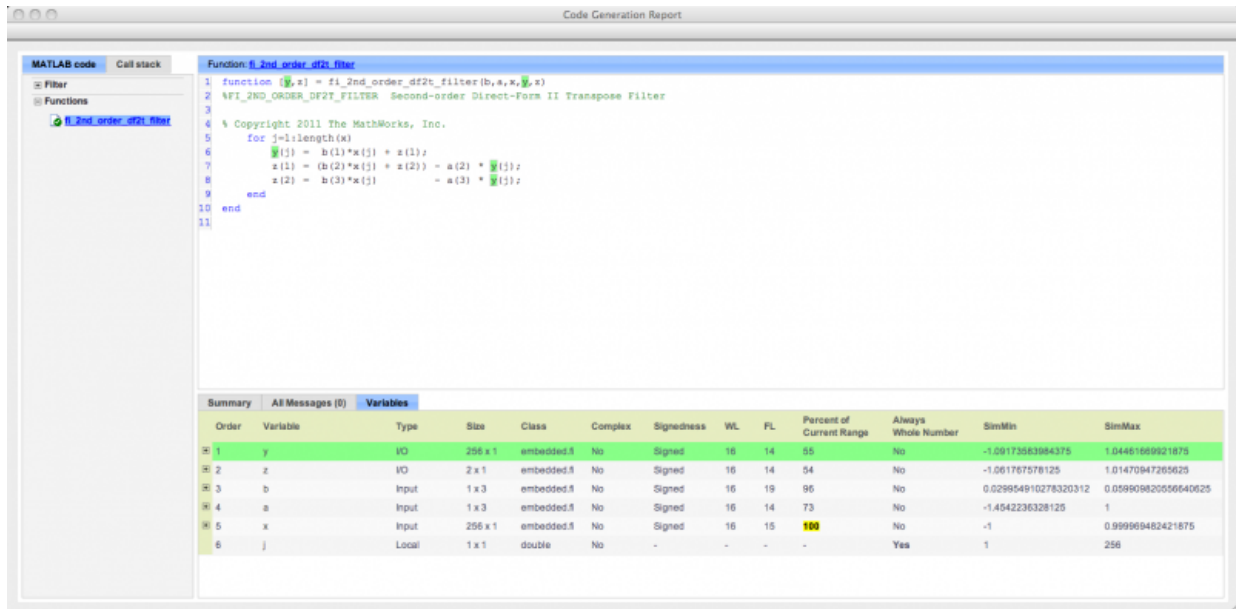 Code Generation Report
MATLAB code Call stack
Filter
Functions
fi_2nd_order_df2t_filter
Function: fi_2nd_order_df2t_filter
1 function [y,z] = fi_2nd_order_df2t_filter(b,a,x,y,z)
2 %FI_2ND_ORDER_DF2T_FILTER Second-order Direct-Form II Transpose Filter
3
4 % Copyright 2011 The MathWorks, Inc.
5 for j=1:length(x)
6 y(j) = b(1)*x(j) + z(1);
7 z(1) = (b(2)*x(j) + z(2)) - a(2) * y(j);
8 z(2) = b(3)*x(j) - a(3) * y(j);
9 end
10 end
11
Summary All Messages (0) Variables
Order Variable Type Size Class Complex Signedness WL FL Percent of Current Range Always Whole Number SimMin SimMax
1 y I/O 256 x 1 embedded.fi No Signed 16 14 55 No -1.09173583984375 1.04461669921875
2 z I/O 2 x 1 embedded.fi No Signed 16 14 54 No -1.061767578125 1.01470947265625
3 b Input 1 x 3 embedded.fi No Signed 16 19 96 No 0.029954910278320312 0.059909820556640625
4 a Input 1 x 3 embedded.fi No Signed 16 14 73 No -1.4542236328125 1
5 x Input 256 x 1 embedded.fi No Signed 16 15 100 No -1 0.999969482421875
6 j Local 1 x 1 double No - - - - Yes 1 256